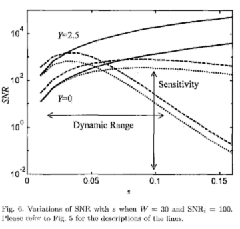 10^4
γ=2.5
10^2
SNR
Sensitivity
γ=0
10^0
Dynamic Range
10^-2
0 0.05 0.1 0.15
s
Fig. 6. Variations of SNR with s when W = 30 and SNR_i = 100.
Please refer to Fig. 5 for the descriptions of the lines.